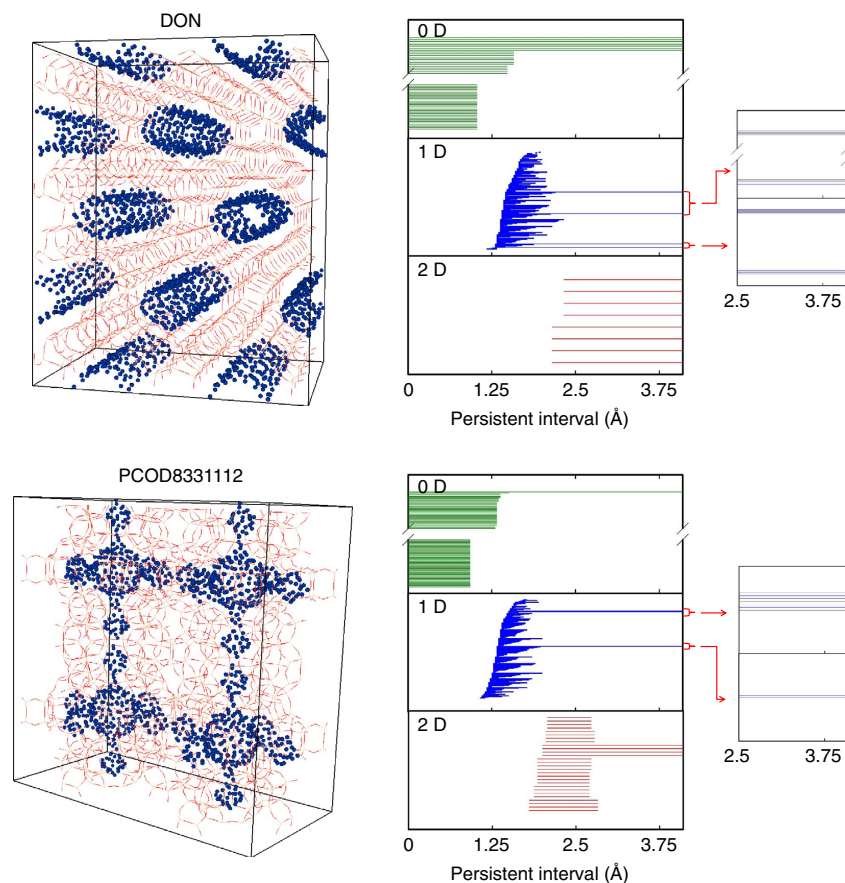 DON
0 D
1 D
2 D
0 1.25 2.5 3.75
Persistent interval (Å)
2.5 3.75
PCOD8331112
0 D
1 D
2 D
0 1.25 2.5 3.75
Persistent interval (Å)
2.5 3.75